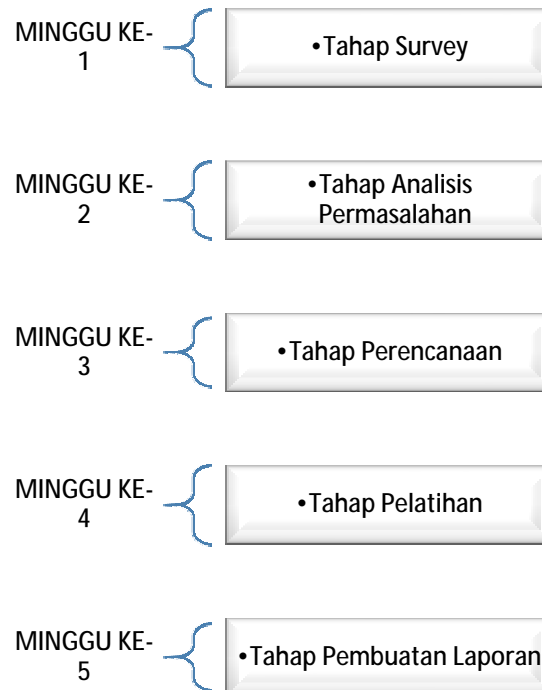 MINGGU KE-
1
•Tahap Survey
MINGGU KE-
2
•Tahap Analisis
Permasalahan
MINGGU KE-
3
•Tahap Perencanaan
MINGGU KE-
4
•Tahap Pelatihan
MINGGU KE-
5
•Tahap Pembuatan Laporan